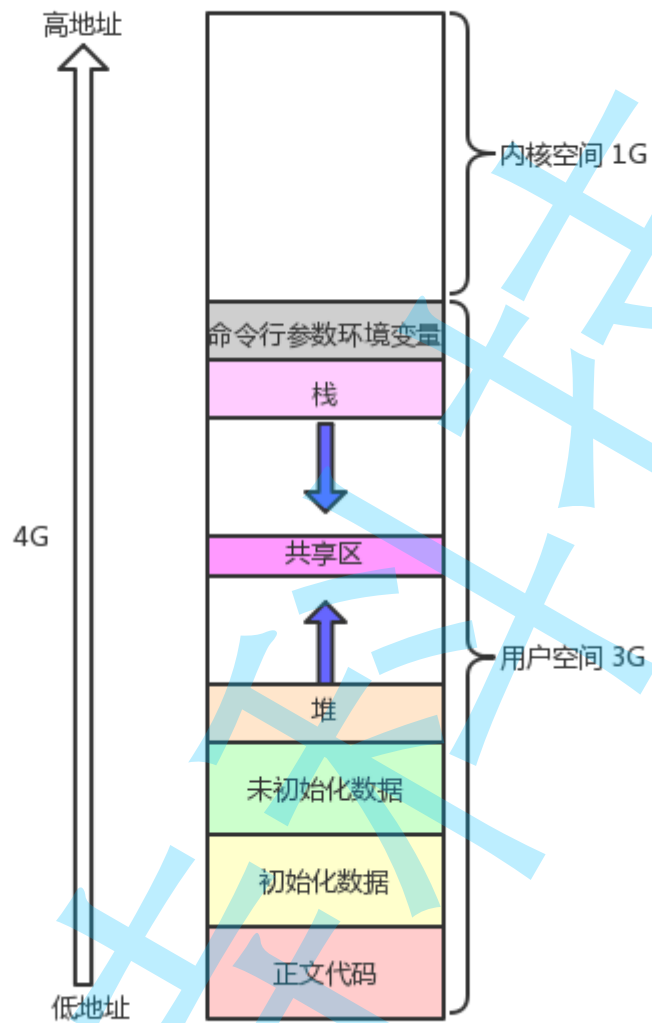 高地址
内核空间 1G
命令行参数环境变量
栈
4G
共享区
用户空间 3G
堆
未初始化数据
初始化数据
正文代码
低地址